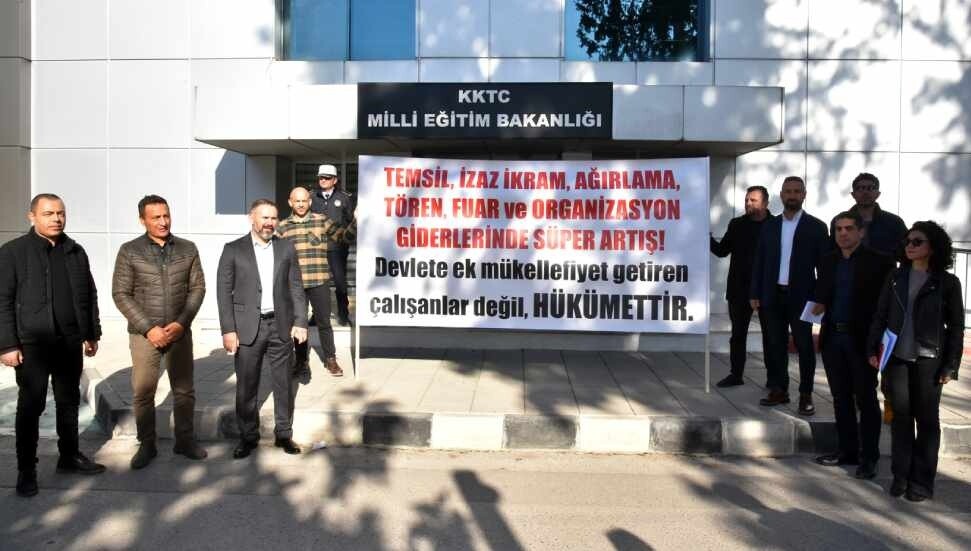 KKTC
MİLLİ EĞİTİM BAKANLIĞI
TEMSİL, İZAZ İKRAM, AĞIRLAMA,
TÖREN, FUAR ve ORGANİZASYON
GİDERLERİNDE SÜPER ARTIŞ!
Devlete ek mükellefiyet getiren
çalışanlar değil, HÜKÜMETTİR.